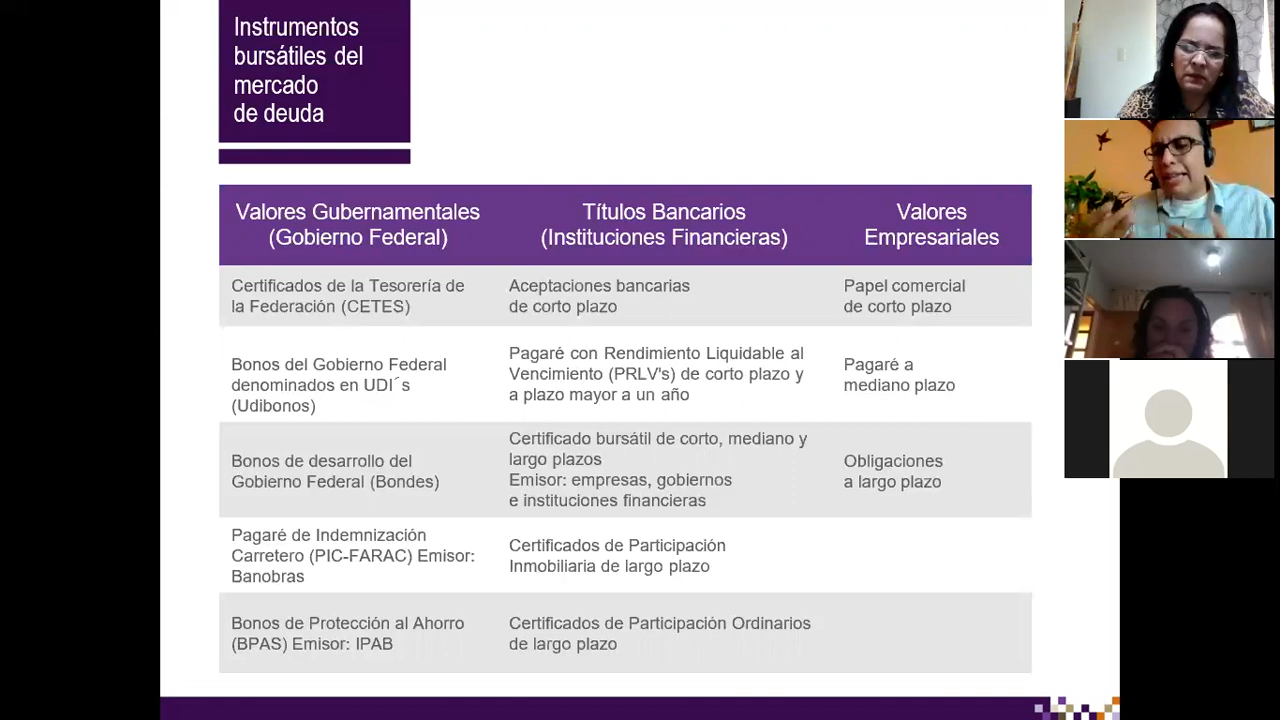 Instrumentos
bursátiles del
mercado
de deuda
Valores Gubernamentales
(Gobierno Federal)
Títulos Bancarios
(Instituciones Financieras)
Valores
Empresariales
Certificados de la Tesorería de
la Federación (CETES)
Aceptaciones bancarias
de corto plazo
Papel comercial
de corto plazo
Bonos del Gobierno Federal
denominados en UDI´s
(Udibonos)
Pagaré con Rendimiento Liquidable al
Vencimiento (PRLV's) de corto plazo y
a plazo mayor a un año
Pagaré a
mediano plazo
Bonos de desarrollo del
Gobierno Federal (Bondes)
Certificado bursátil de corto, mediano y
largo plazos
Emisor: empresas, gobiernos
e instituciones financieras
Obligaciones
a largo plazo
Pagaré de Indemnización
Carretero (PIC-FARAC) Emisor:
Banobras
Certificados de Participación
Inmobiliaria de largo plazo
Bonos de Protección al Ahorro
(BPAS) Emisor: IPAB
Certificados de Participación Ordinarios
de largo plazo